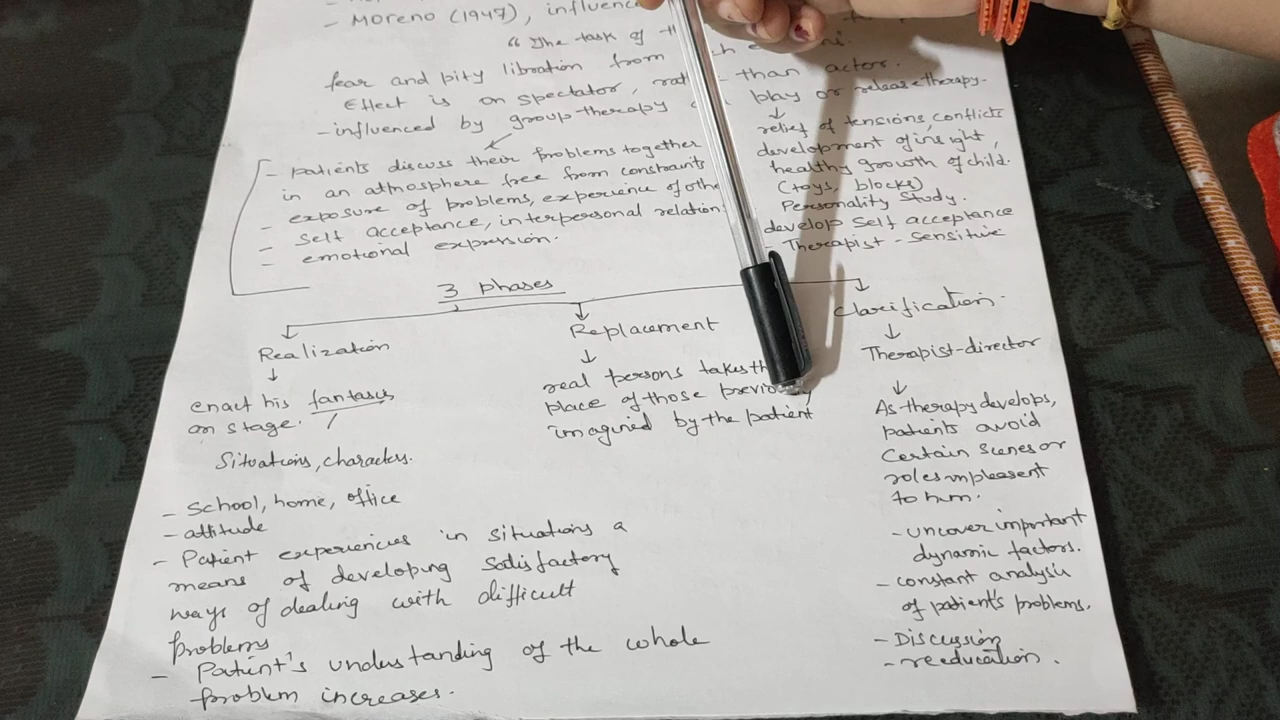 - Moreno (1947), influenc
" The task of th
fear and pity libration from
Effect is on spectator, rat than actor.
- influenced by group-therapy play or release therapy.
- Patients discuss their problems together
in an atmosphere free from constraints
exposure of problems, experience of othe
- Self acceptance, interpersonal relation
- emotional expression.
relief of tensions, conflicts
development of insight,
healthy growth of child.
(toys, blocks)
Personality Study.
develop Self acceptance
- Therapist - Sensitive
3 phases
Realization
enact his fantasies
on stage.
Situations, characters.
- School, home, office
- attitude
- Patient experiencies in situations a
means of developing satisfactory
ways of dealing with difficult
problems
- Patient's understanding of the whole
problem increases.
Replacement
real persons takes th
place of those previously
imagined by the patient
Clarification.
Therapist-director
As therapy develops,
patients avoid
Certain scenes or
roles unpleasent
to him.
- uncover important
dynamic factors.
- constant analysis
of patient's problems.
- Discussion
- reeducation.